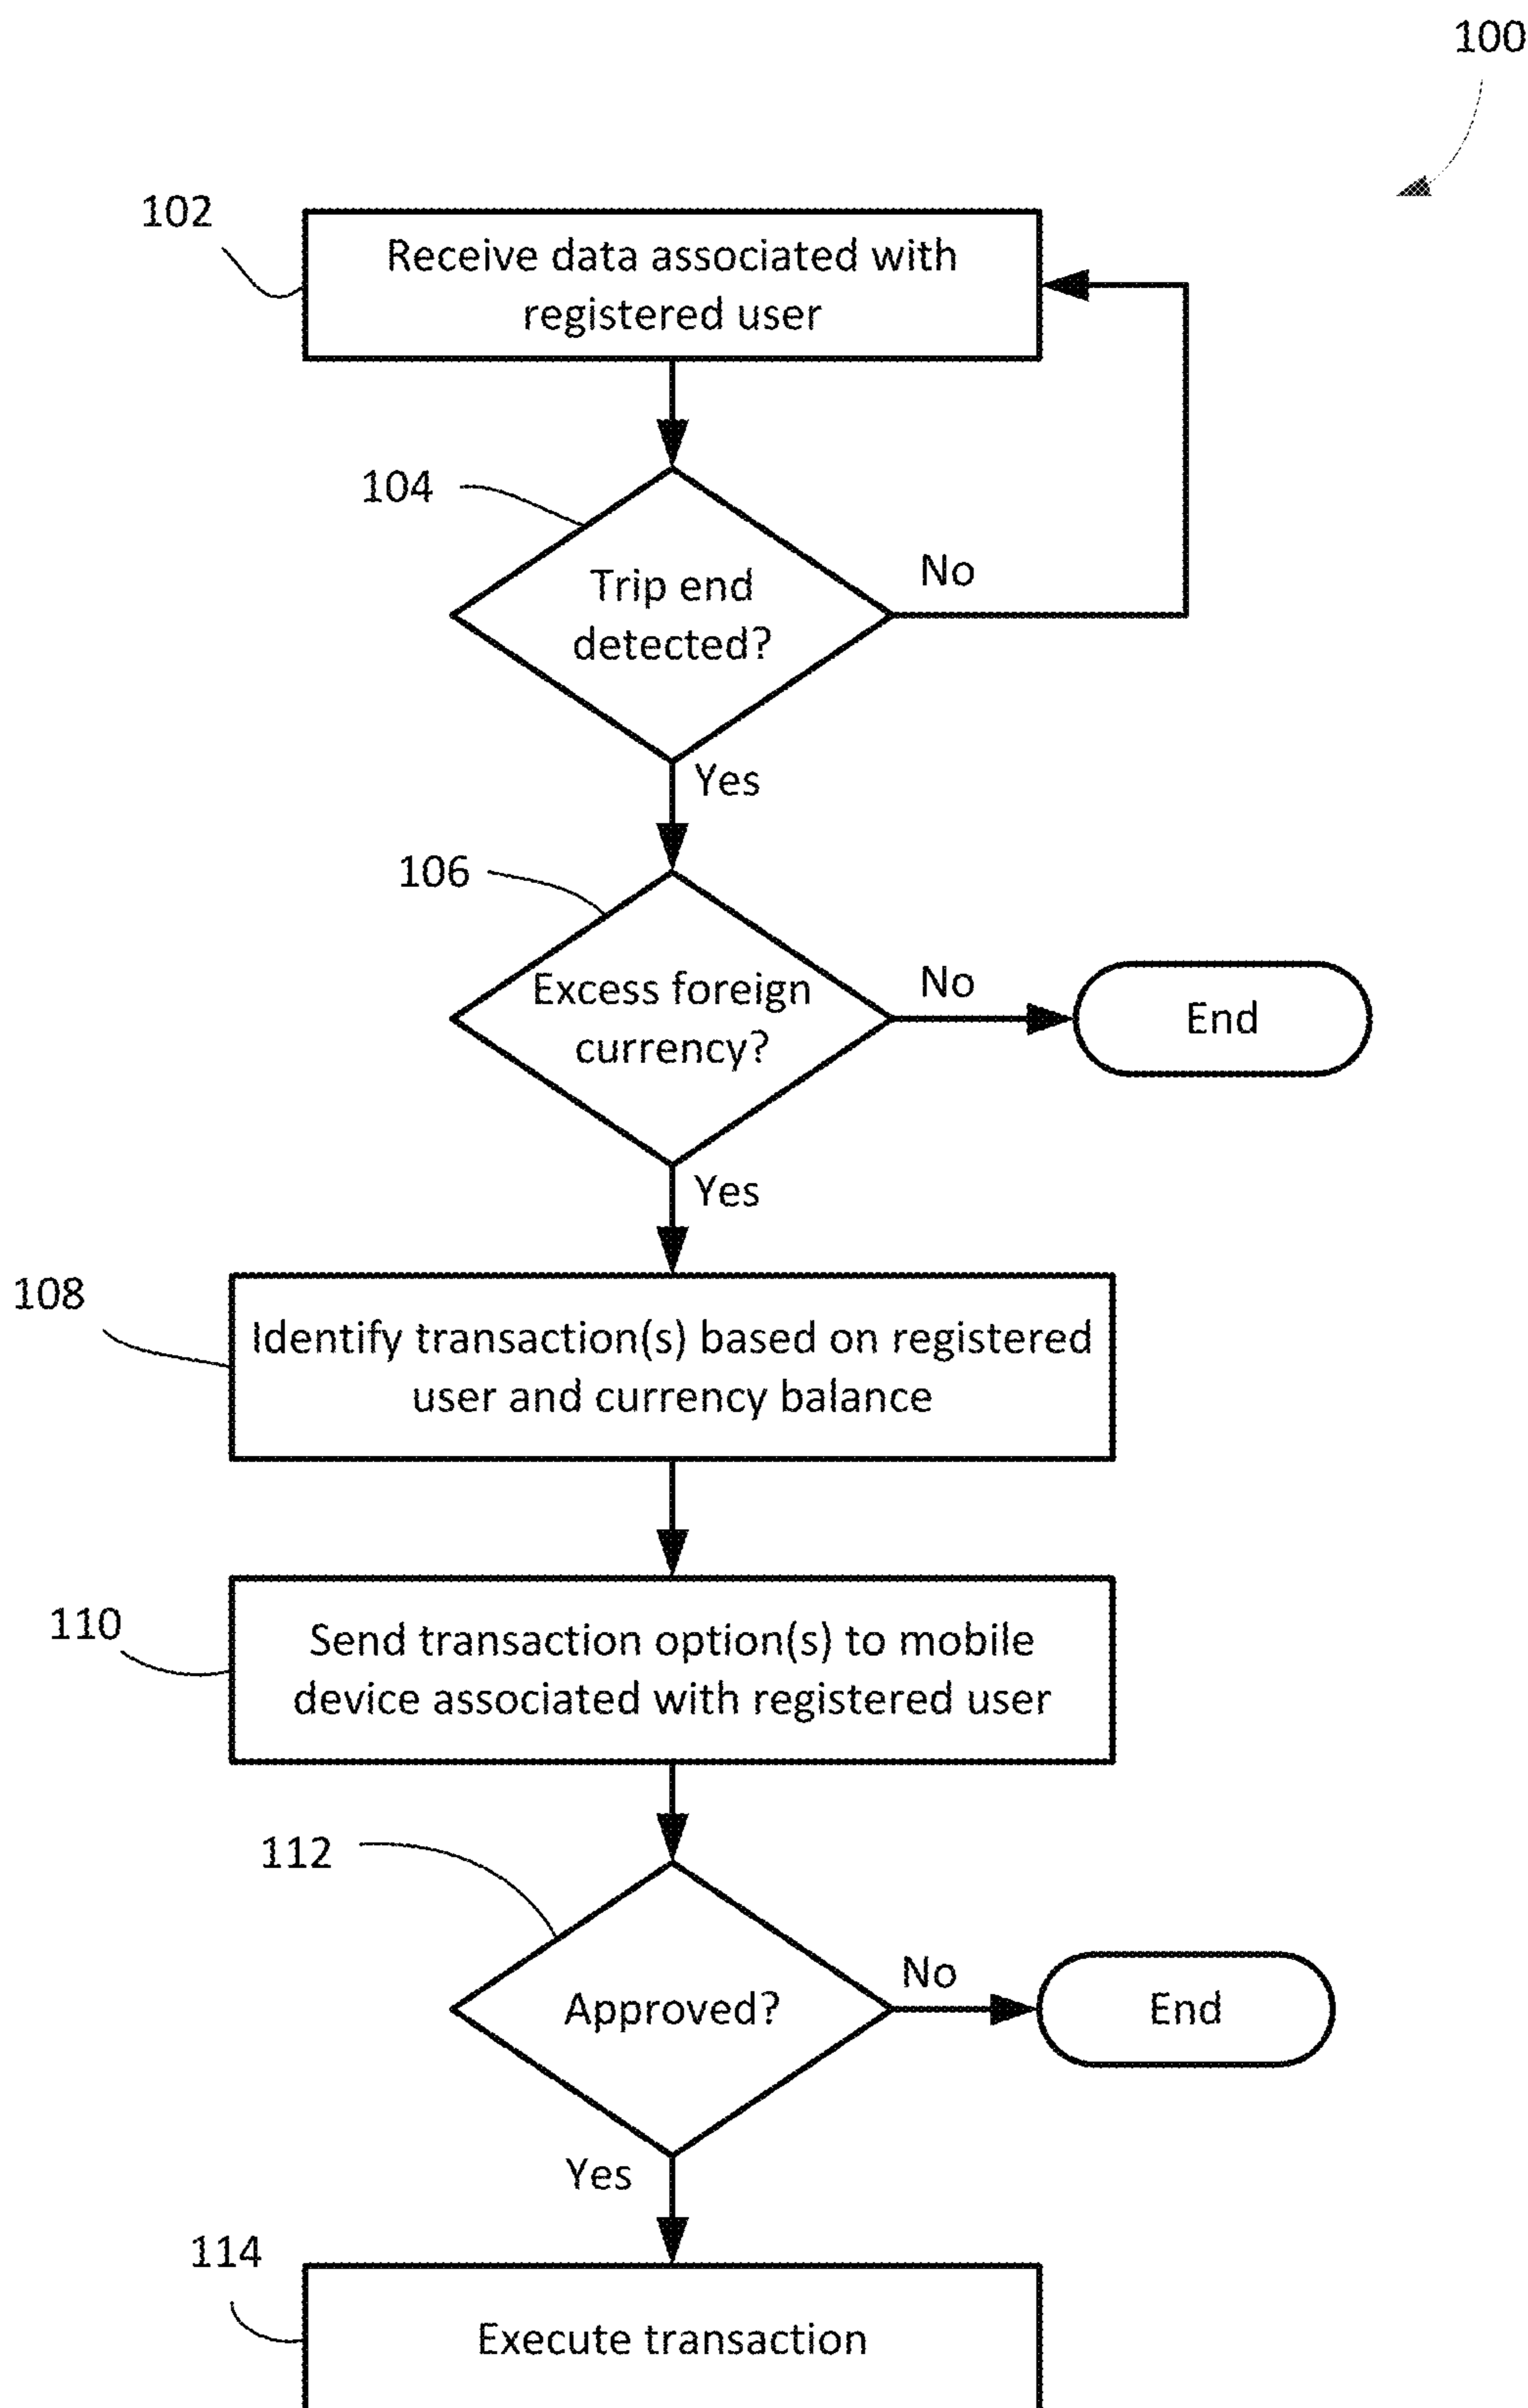 100
102
Receive data associated with
registered user
104
Trip end
detected?
No
Yes
106
Excess foreign
currency?
No
End
Yes
108
Identify transaction(s) based on registered
user and currency balance
110
Send transaction option(s) to mobile
device associated with registered user
112
Approved?
No
End
Yes
114
Execute transaction